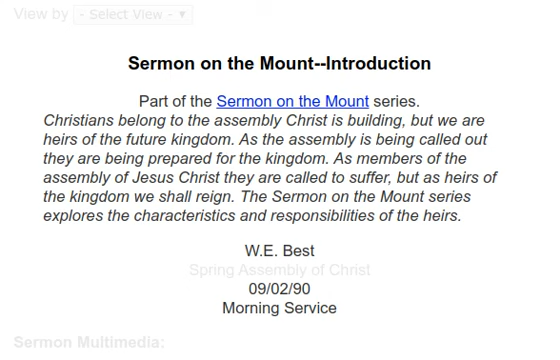 View by - Select View - ▼
Sermon on the Mount--Introduction
Part of the Sermon on the Mount series.
Christians belong to the assembly Christ is building, but we are
heirs of the future kingdom. As the assembly is being called out
they are being prepared for the kingdom. As members of the
assembly of Jesus Christ they are called to suffer, but as heirs of
the kingdom we shall reign. The Sermon on the Mount series
explores the characteristics and responsibilities of the heirs.
W.E. Best
Spring Assembly of Christ
09/02/90
Morning Service
Sermon Multimedia: